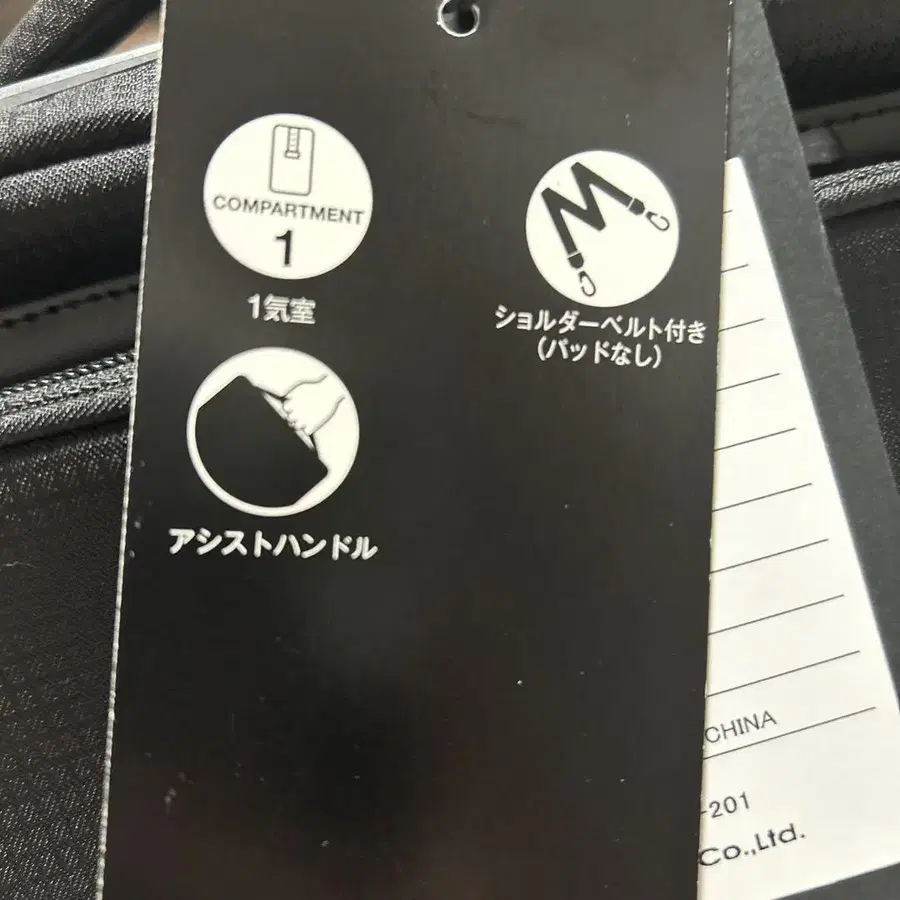 COMPARTMENT
1
1気室
ショルダーベルト付き
(パッドなし)
アシストハンドル
CHINA
-201
Co.,Ltd.